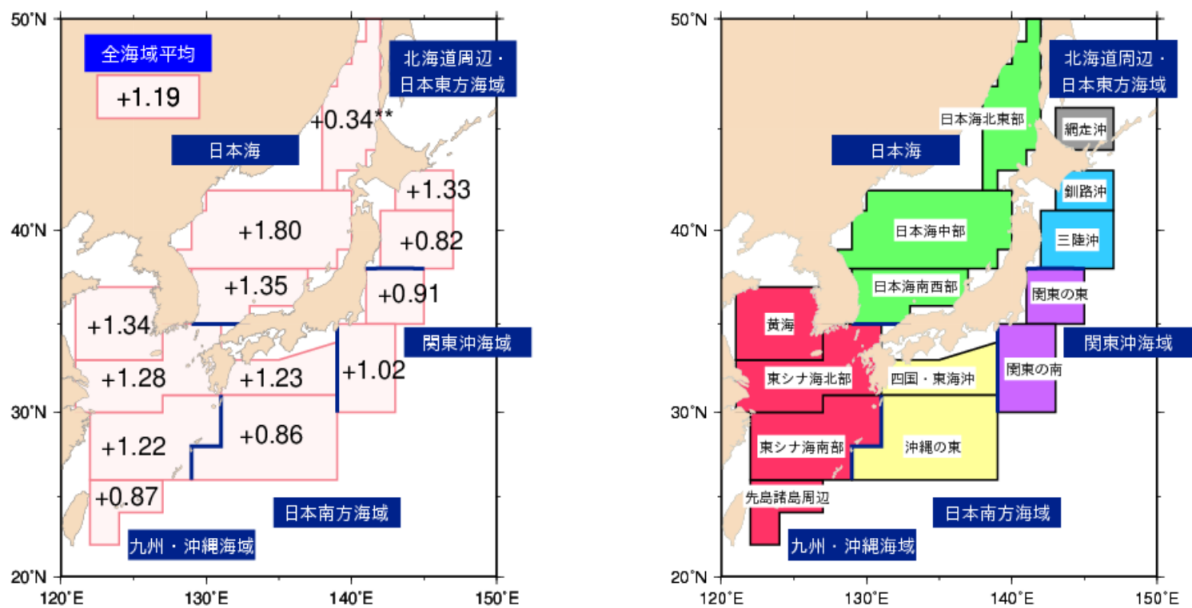 50°N
40°N
30°N
20°N
120°E
130°E
140°E
150°E
全海域平均
+1.19
北海道周辺・
日本東方海域
日本海
+0.34**
+1.33
+1.80
+0.82
+1.35
+0.91
+1.34
関東沖海域
+1.28
+1.23
+1.02
+1.22
+0.86
+0.87
日本南方海域
九州・沖縄海域
50°N
40°N
30°N
20°N
120°E
130°E
140°E
150°E
北海道周辺・
日本東方海域
日本海北東部
網走沖
日本海
釧路沖
日本海中部
三陸沖
日本海南西部
関東の東
黄海
関東沖海域
関東の南
東シナ海北部
四国・東海沖
東シナ海南部
沖縄の東
先島諸島周辺
日本南方海域
九州・沖縄海域